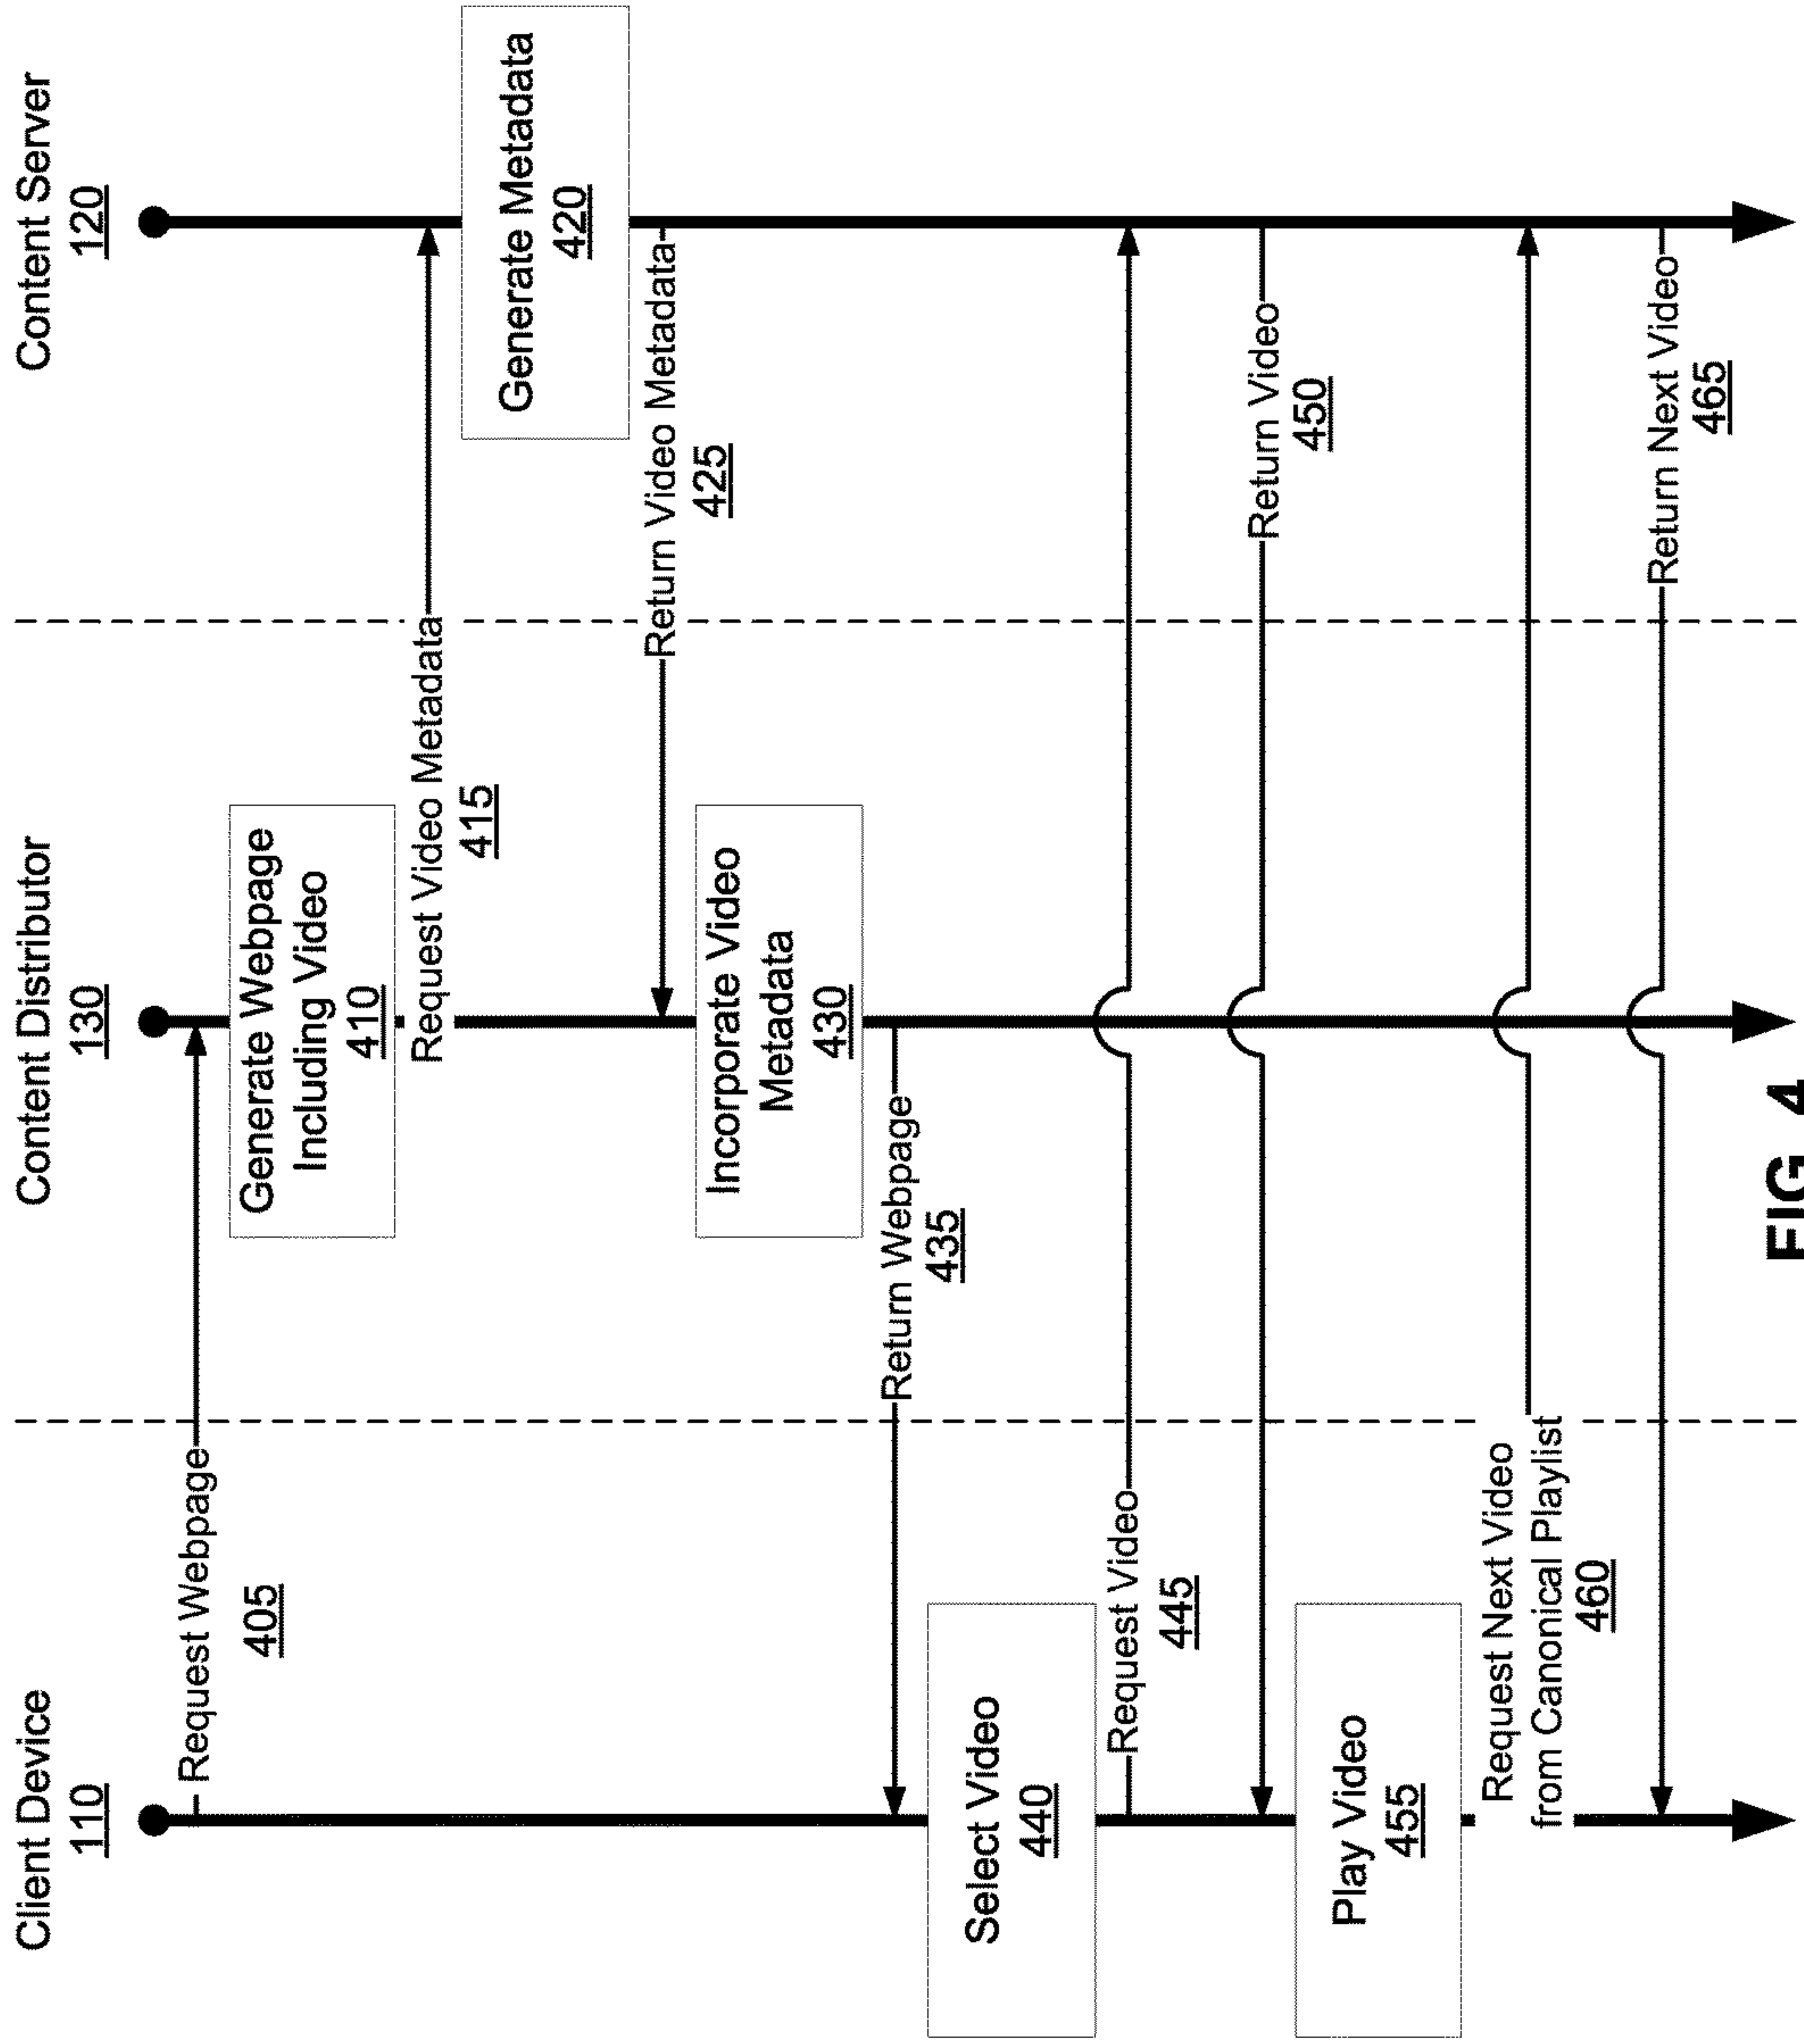 Client Device
110
Content Distributor
130
Content Server
120
Request Webpage
405
Generate Webpage
Including Video
410
Request Video Metadata
415
Generate Metadata
420
Return Video Metadata
425
Incorporate Video
Metadata
430
Return Webpage
435
Select Video
440
Request Video
445
Return Video
450
Play Video
455
Request Next Video
from Canonical Playlist
460
Return Next Video
465
FIG. 4